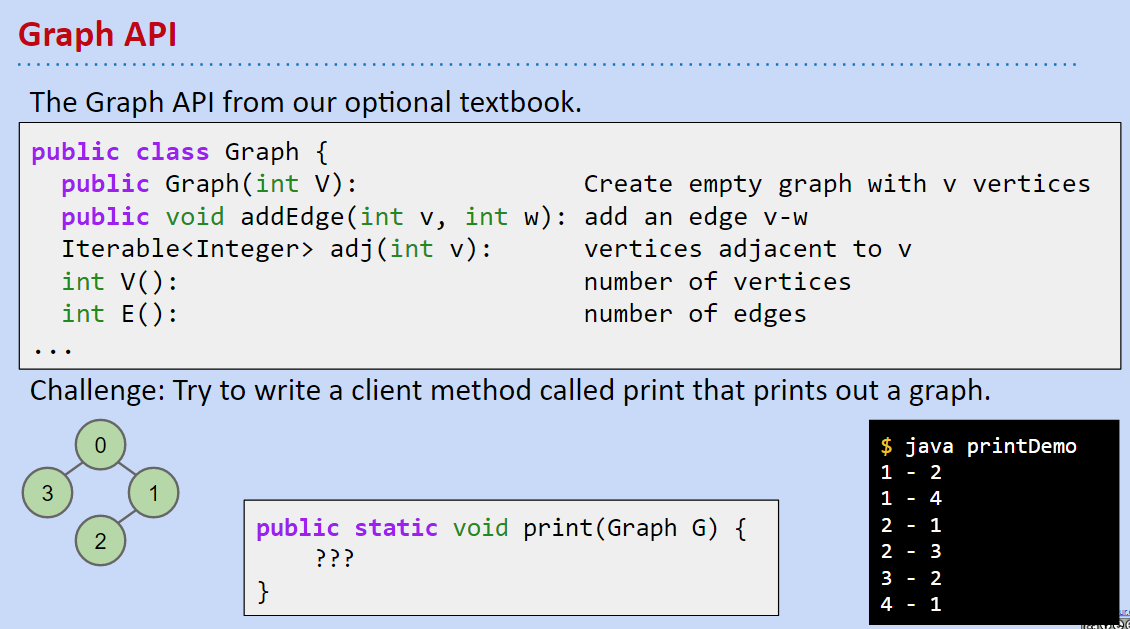 Graph API
The Graph API from our optional textbook.
public class Graph {
public Graph(int V): Create empty graph with v vertices
public void addEdge(int v, int w): add an edge v-w
Iterable<Integer> adj(int v): vertices adjacent to v
int V(): number of vertices
int E(): number of edges
...
Challenge: Try to write a client method called print that prints out a graph.
0
3
1
2
public static void print(Graph G) {
???
}
$ java printDemo
1 - 2
1 - 4
2 - 1
2 - 3
3 - 2
4 - 1